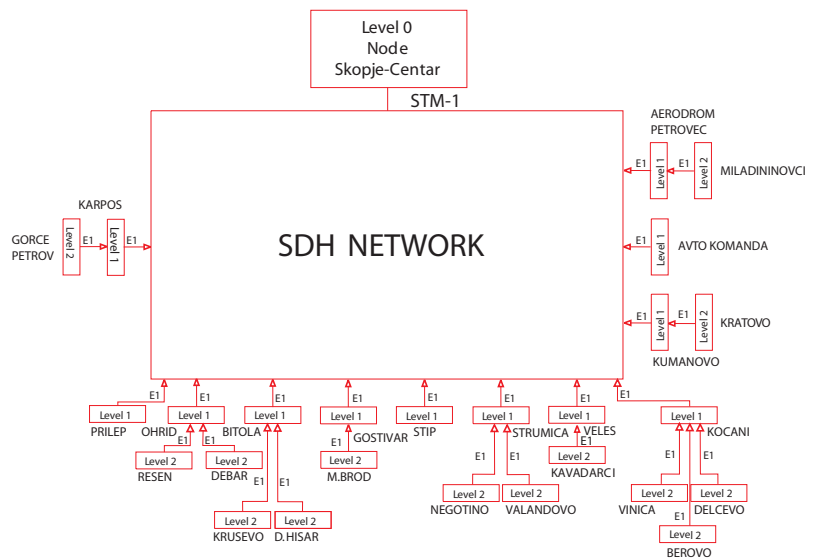 Level 0
Node
Skopje-Centar
STM-1
AERODROM
PETROVEC
E1
Level 1
E1
Level 2
MILADININOVCI
KARPOS
GORCE
PETROV
Level 2
E1
Level 1
E1
SDH NETWORK
E1
Level 1
AVTO KOMANDA
E1
Level 1
E1
Level 2
KRATOVO
KUMANOVO
E1
E1
E1
E1
E1
E1
E1
E1
Level 1
Level 1
Level 1
Level 1
Level 1
Level 1
Level 1
Level 1
PRILEP
OHRID
BITOLA
GOSTIVAR
STIP
STRUMICA
VELES
KOCANI
E1
E1
E1
E1
Level 2
Level 2
Level 2
Level 2
RESEN
DEBAR
M.BROD
KAVADARCI
E1
E1
E1
E1
E1
E1
Level 2
Level 2
Level 2
Level 2
NEGOTINO
VALANDOVO
VINICA
DELCEVO
E1
Level 2
Level 2
Level 2
KRUSEVO
D.HISAR
BEROVO